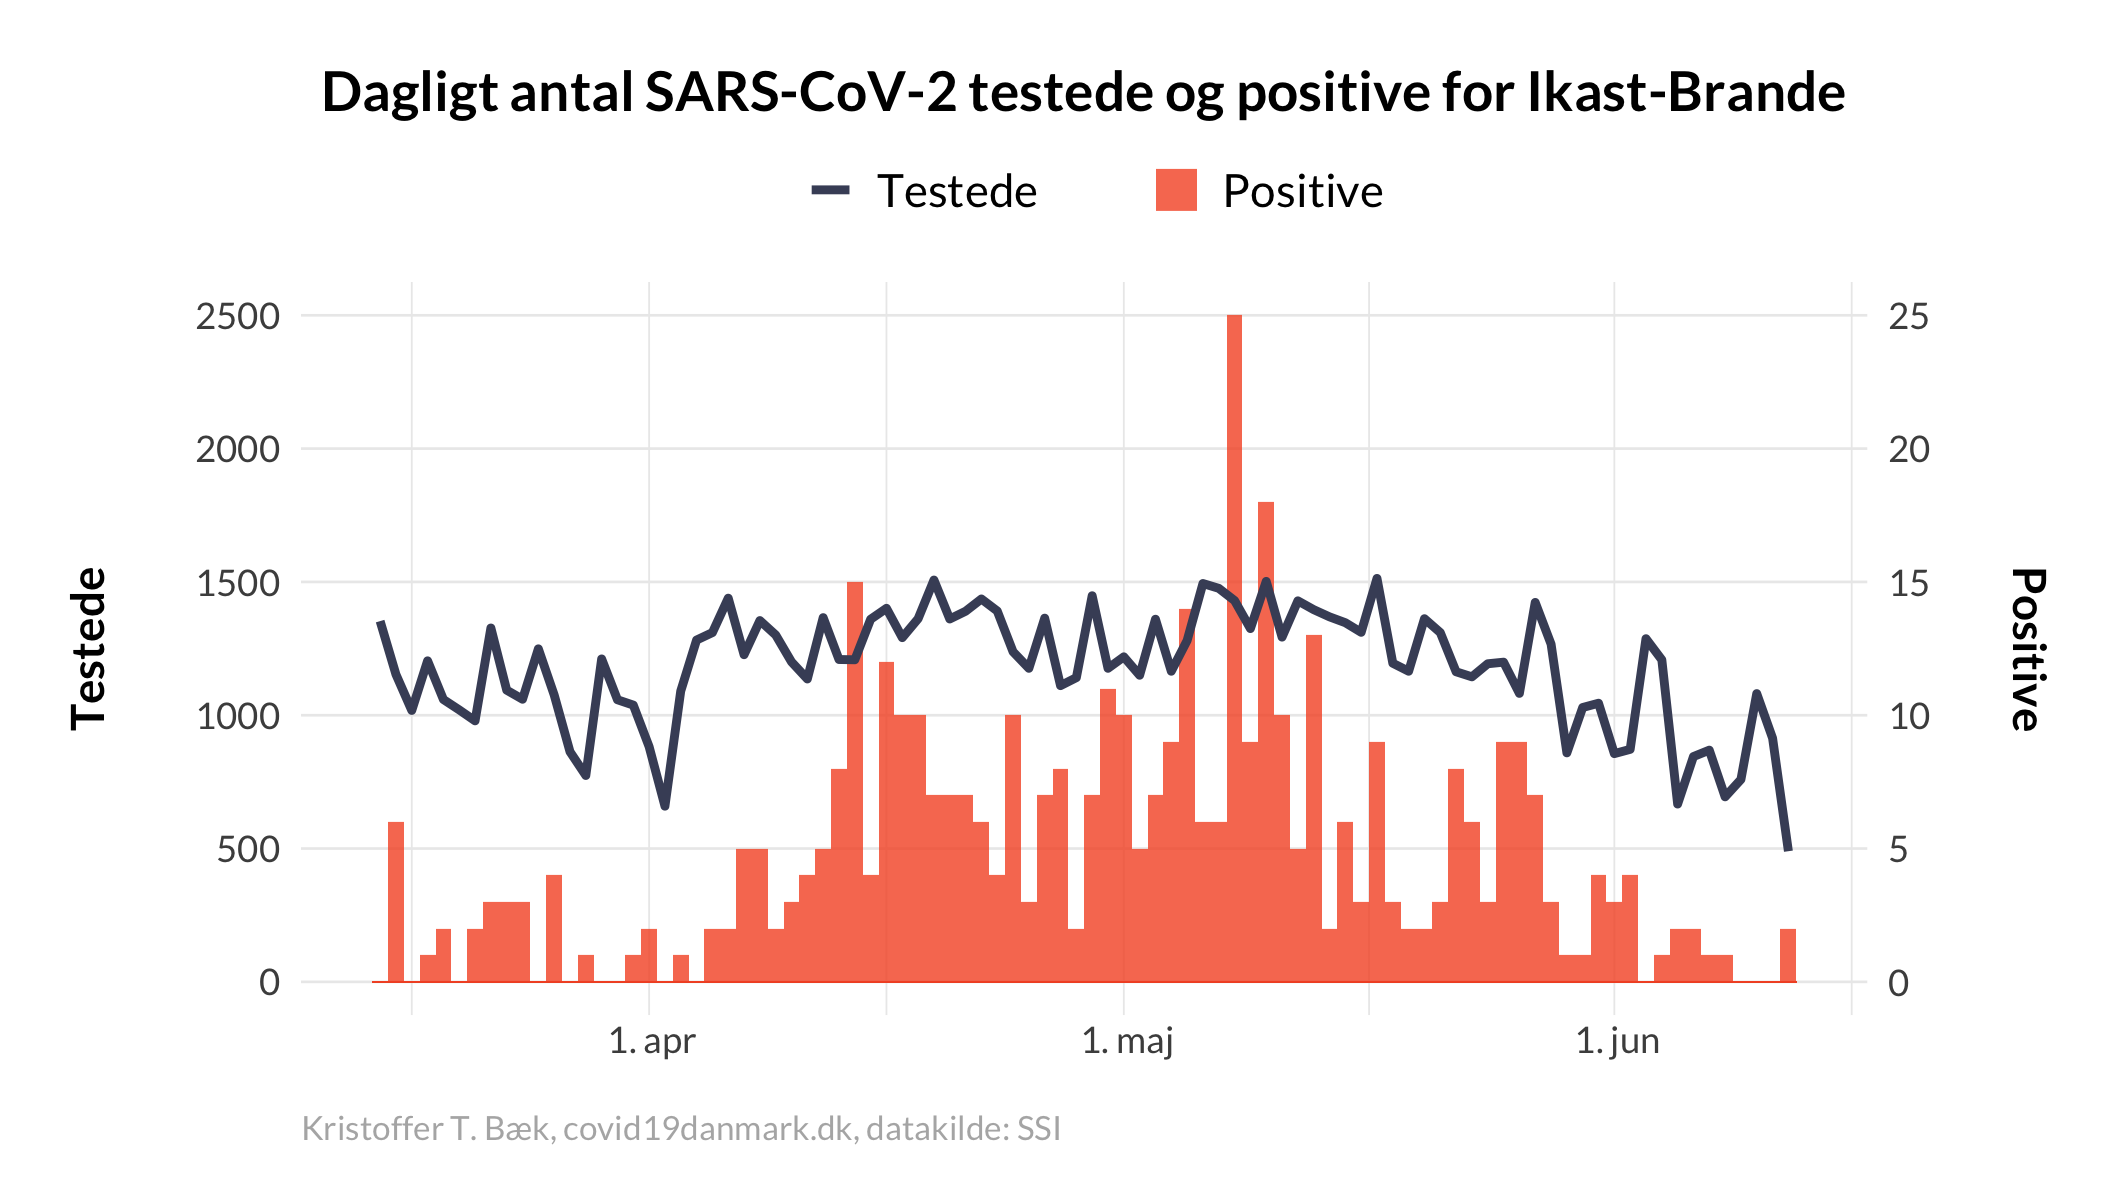 Dagligt antal SARS-CoV-2 testede og positive for Ikast-Brande
Testede Positive
2500 25
2000 20
1500 15
1000 10
500 5
0 0
Testede
Positive
1. apr 1. maj 1. jun
Kristoffer T. Bæk, covid19danmark.dk, datakilde: SSI